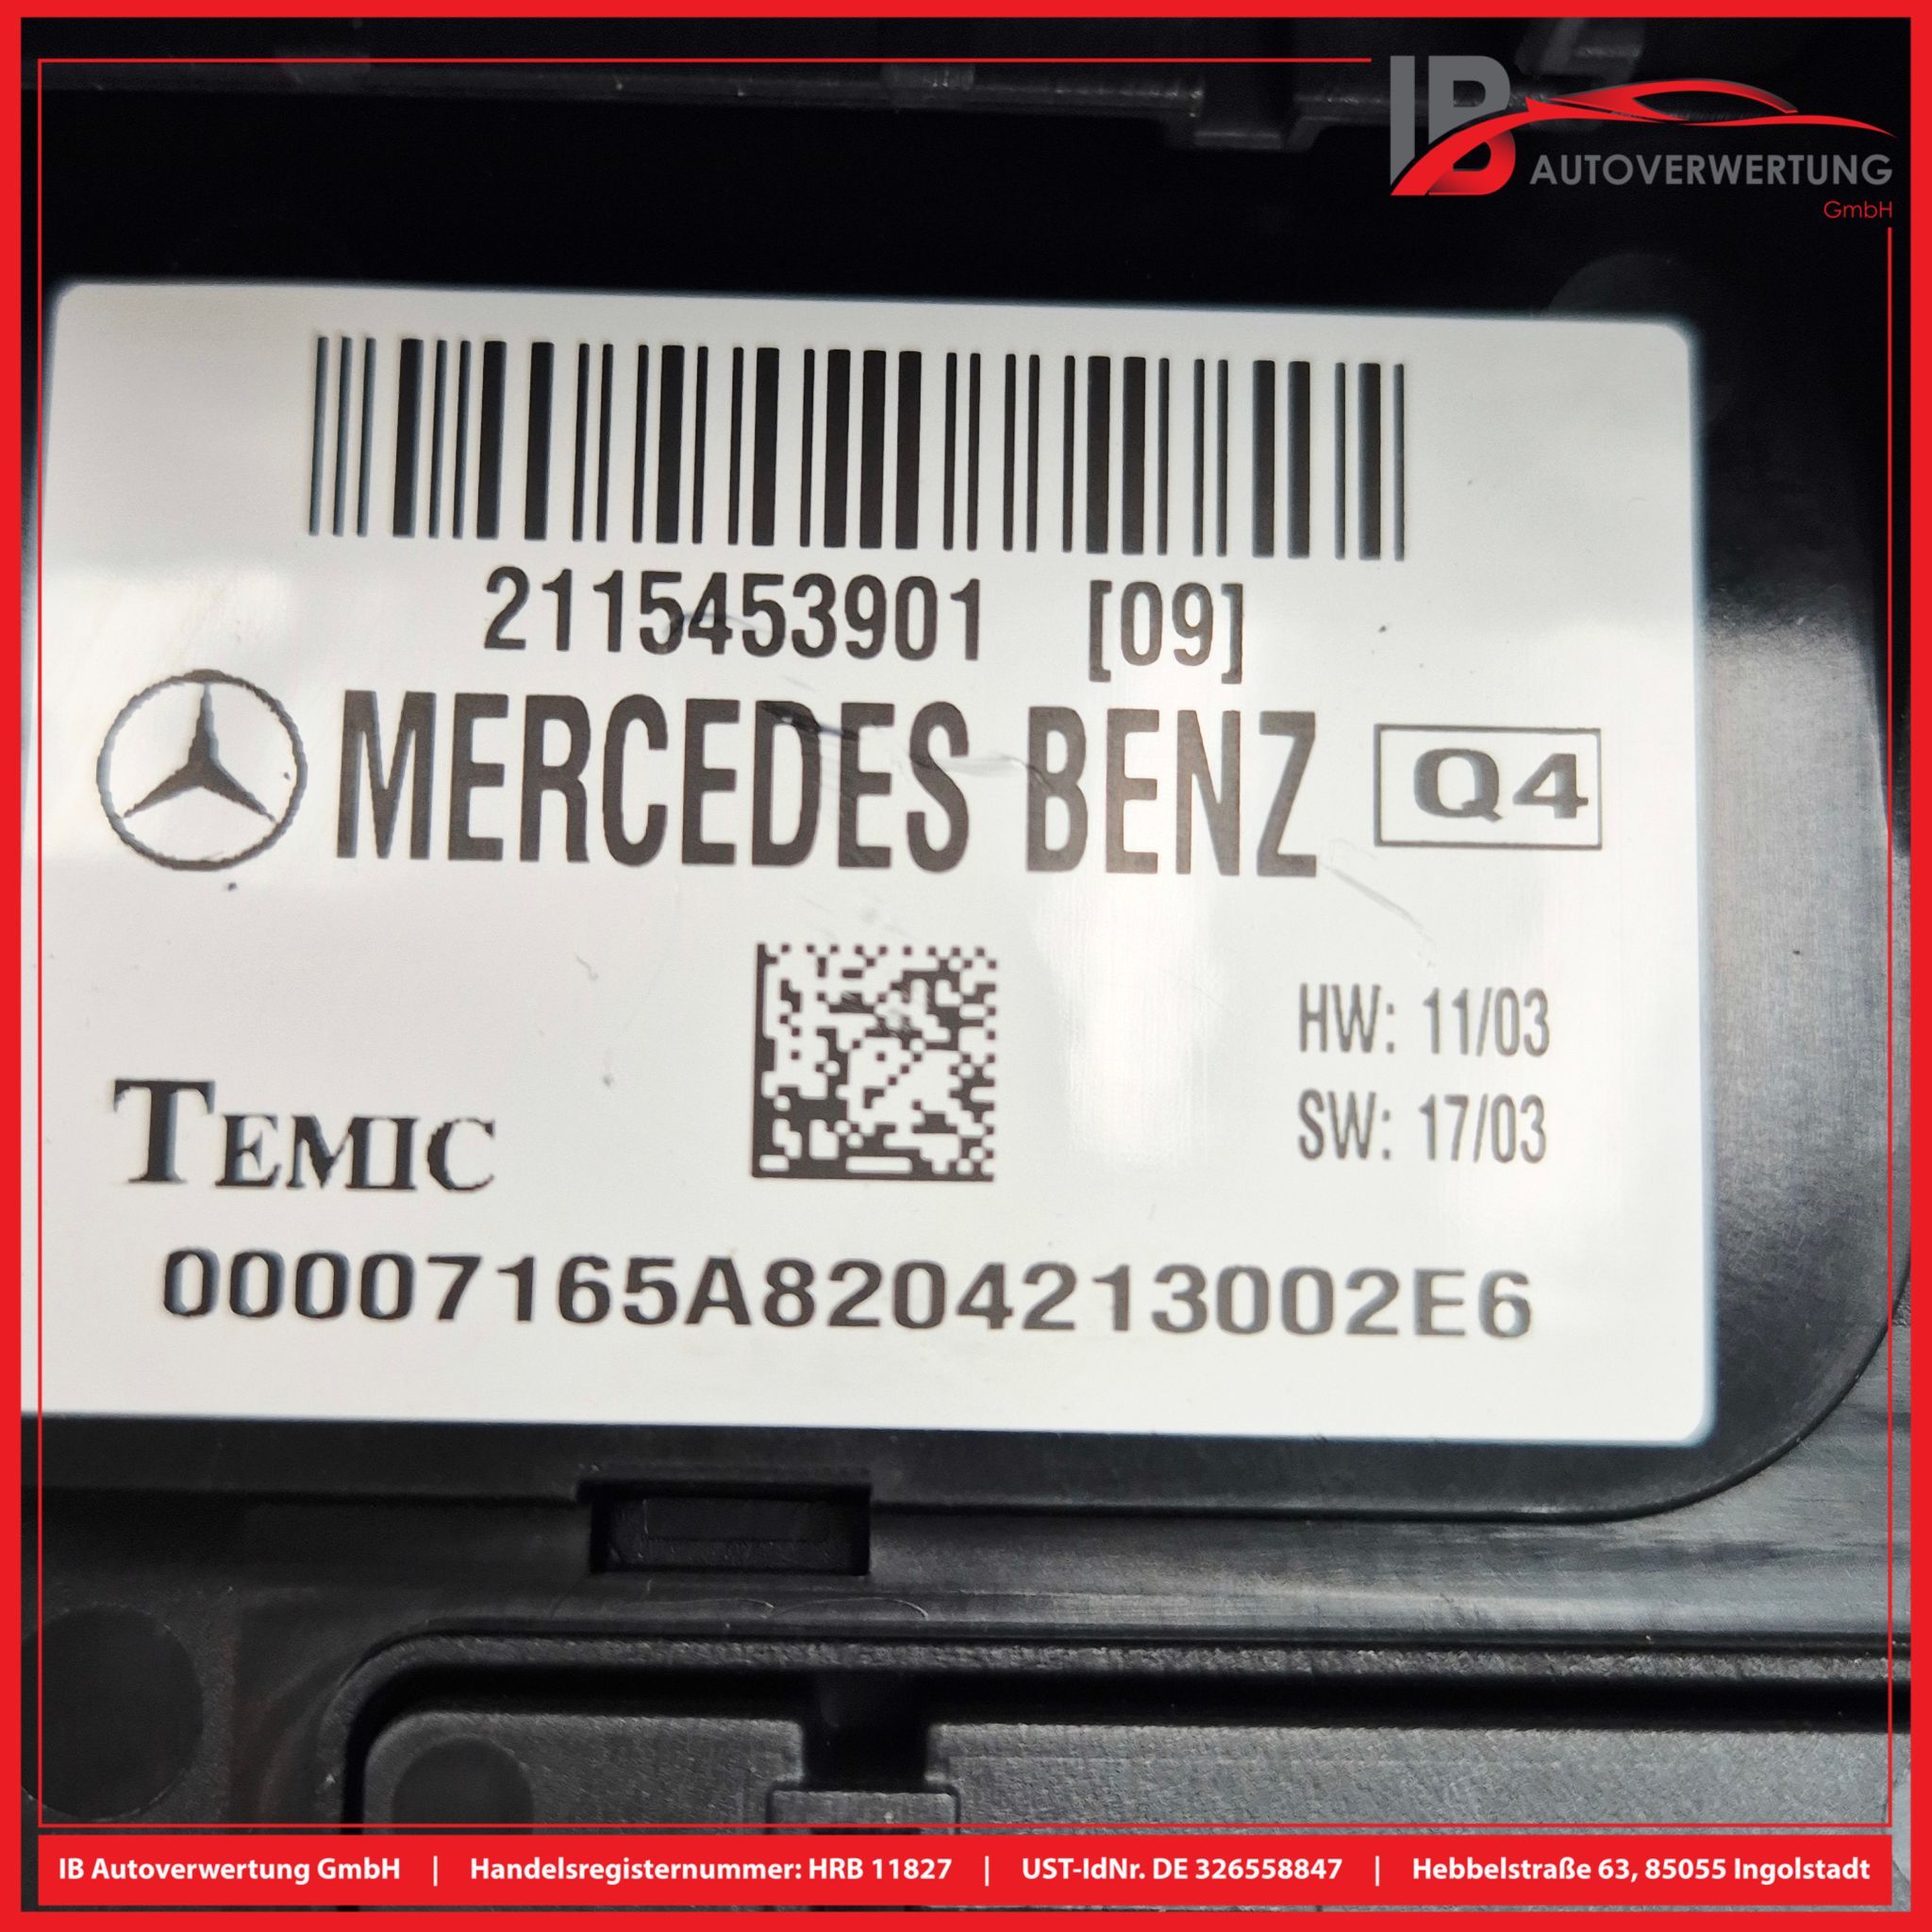 IB
AUTOVERWERTUNG
GmbH
2115453901 [09]
MERCEDES BENZ Q4
HW: 11/03
SW: 17/03
TEMIC
00007165A8204213002E6
IB Autoverwertung GmbH | Handelsregisternummer: HRB 11827 | UST-IdNr. DE 326558847 | Hebbelstraße 63, 85055 Ingolstadt